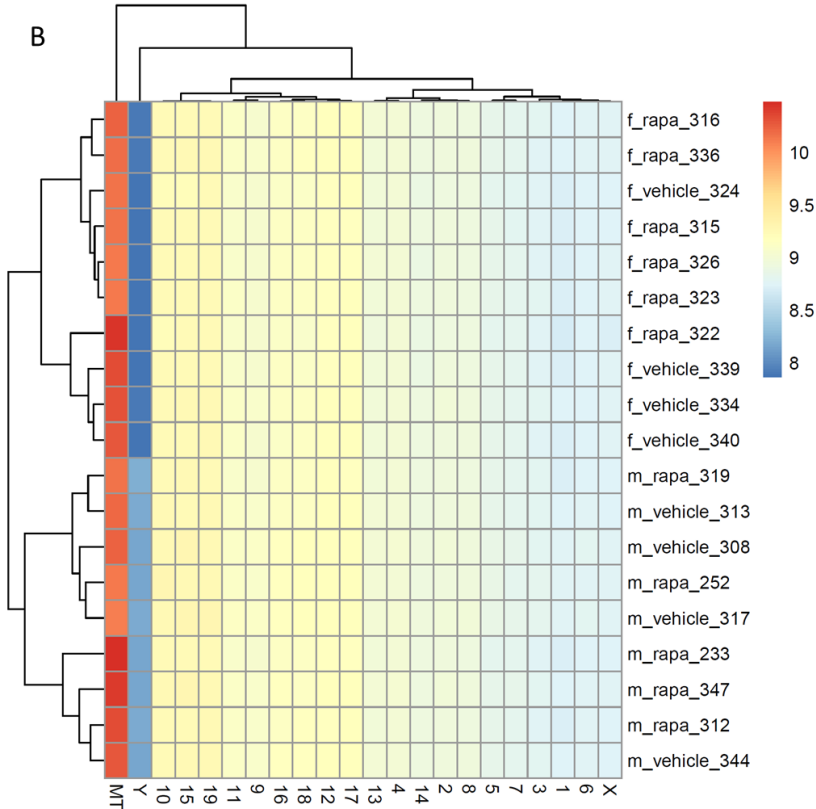 B
f_rapa_316
f_rapa_336
f_vehicle_324
f_rapa_315
f_rapa_326
f_rapa_323
f_rapa_322
f_vehicle_339
f_vehicle_334
f_vehicle_340
m_rapa_319
m_vehicle_313
m_vehicle_308
m_rapa_252
m_vehicle_317
m_rapa_233
m_rapa_347
m_rapa_312
m_vehicle_344
10
9.5
9
8.5
8
MT
Y
10
15
19
11
9
16
18
12
17
13
4
14
2
8
5
7
3
1
6
X